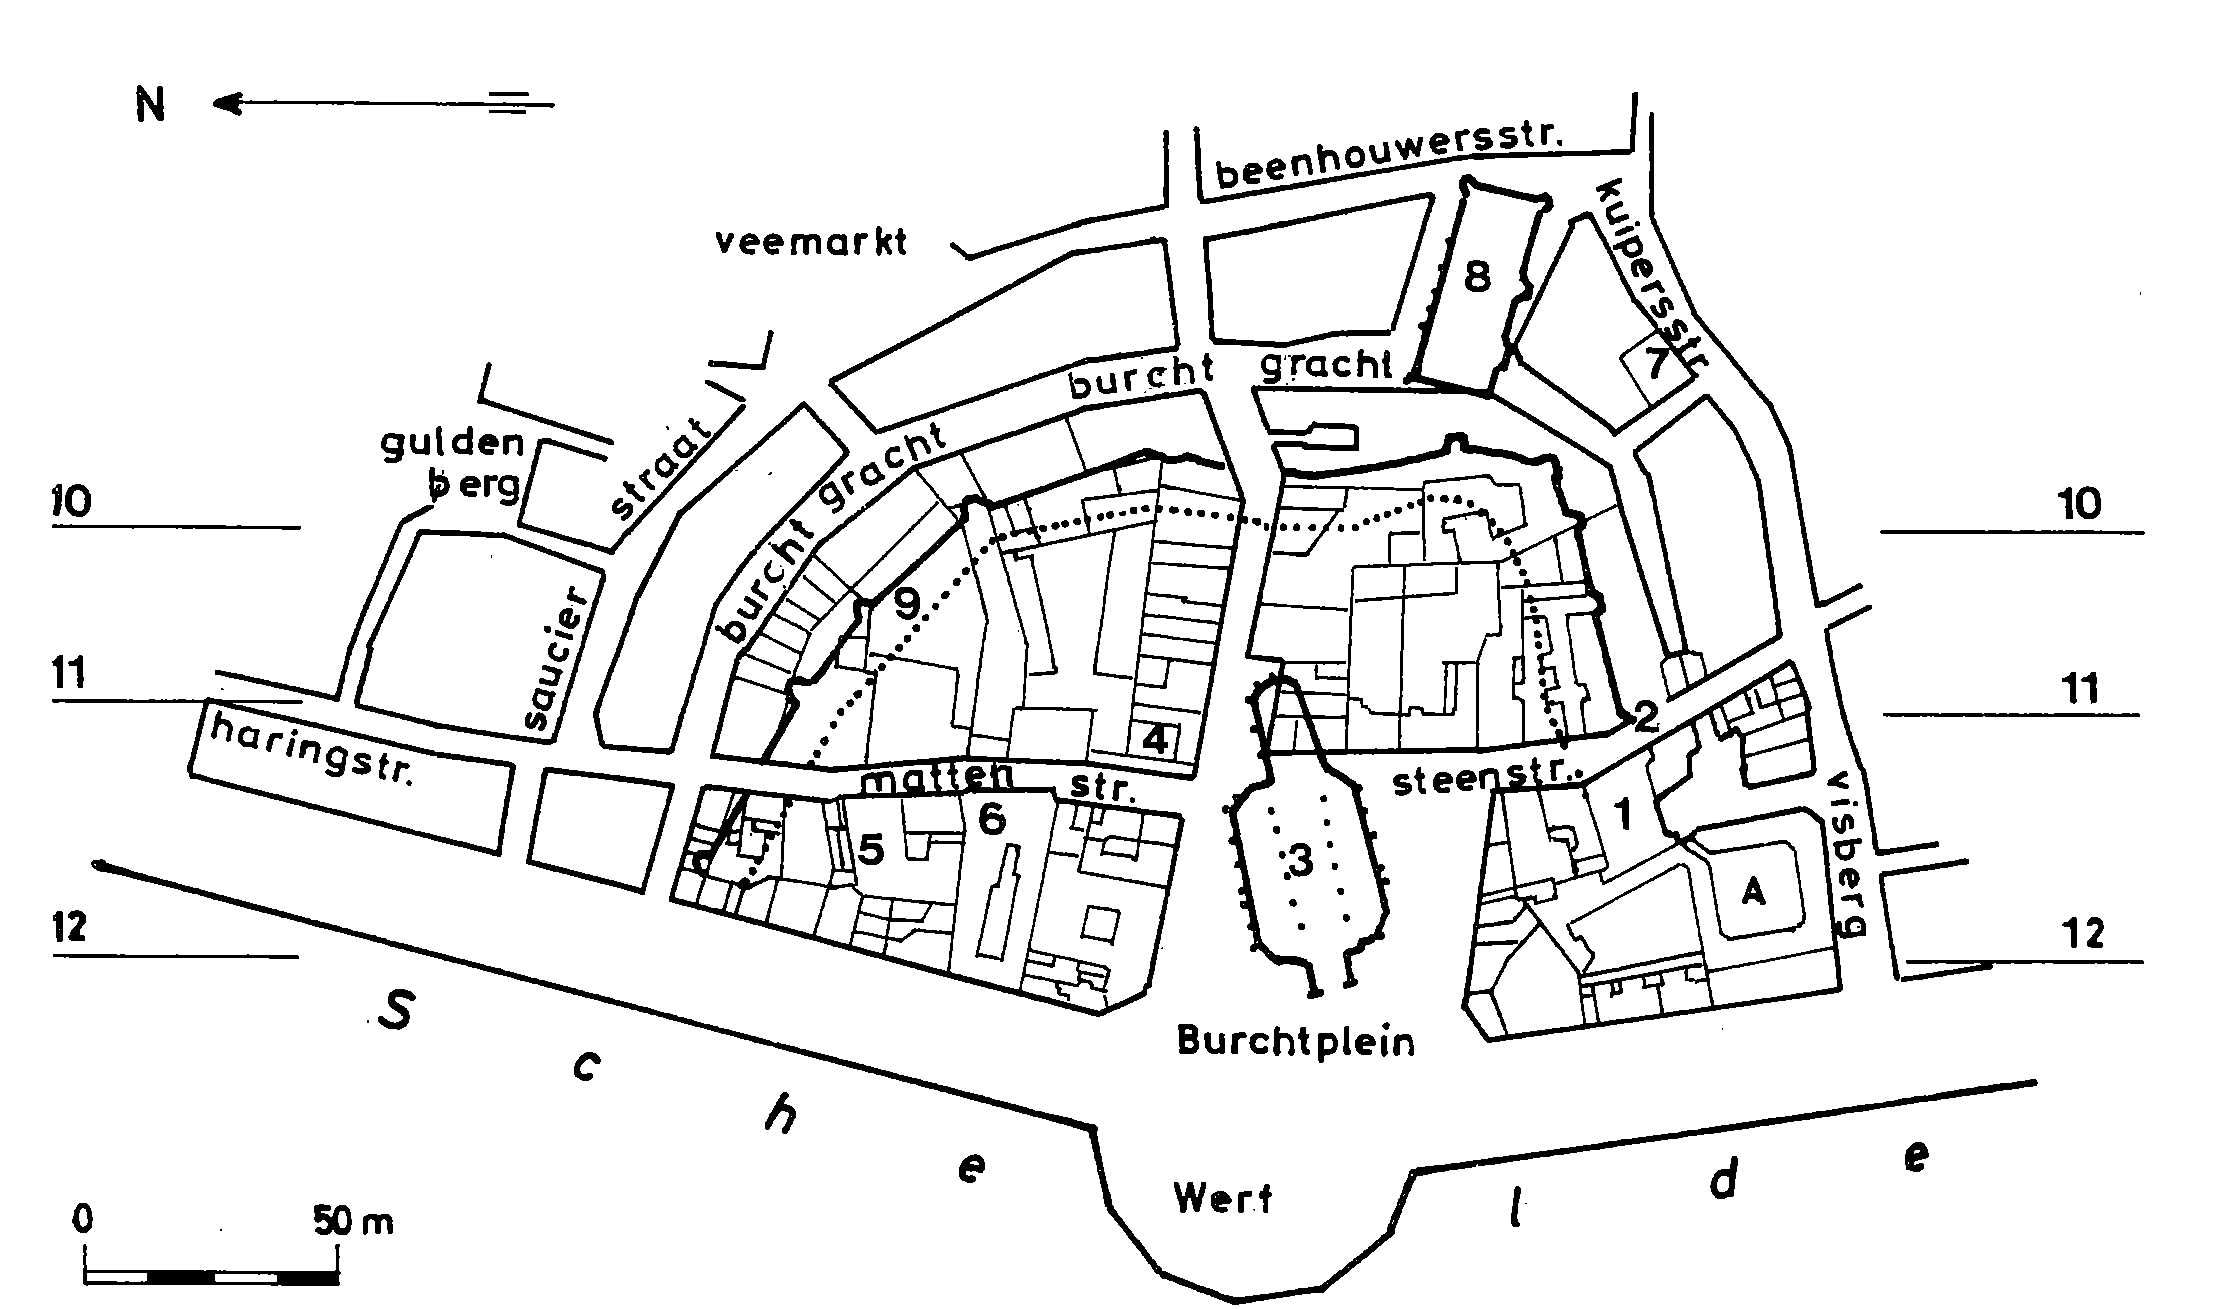 N
beenhouwersstr.
kuipersstr.
veemarkt
8
7
burcht gracht
gulden
berg
straat
burcht gracht
10
10
9
saucier
11
11
2
haringstr.
4
matten str.
steenstr.
1
6
5
3
A
visberg
12
12
Burchtplein
Schelde
Werf
0 50 m